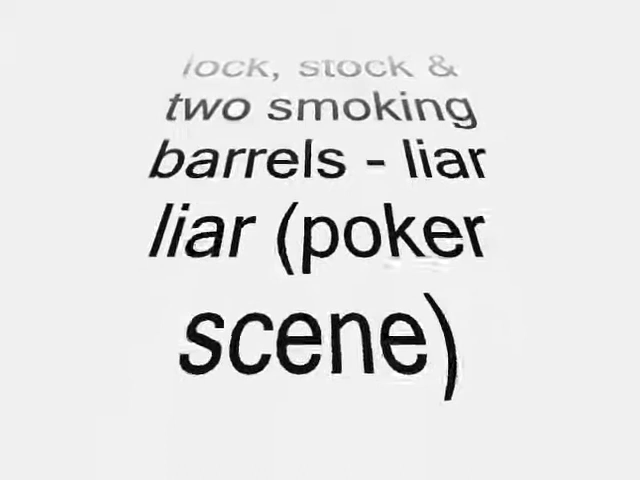 lock, stock &
two smoking
barrels - liar
liar (poker
scene)